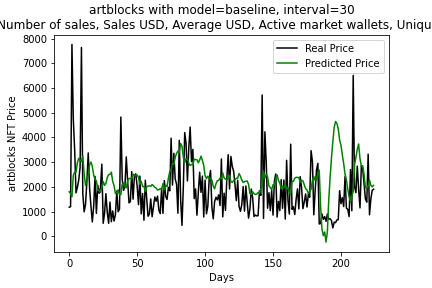 artblocks with model=baseline, interval=30
Number of sales, Sales USD, Average USD, Active market wallets,
8000
7000
6000
5000
4000
3000
2000
1000
0
artblocks NFT Price
Real Price
Predicted Price
0 50 100 150 200
Days